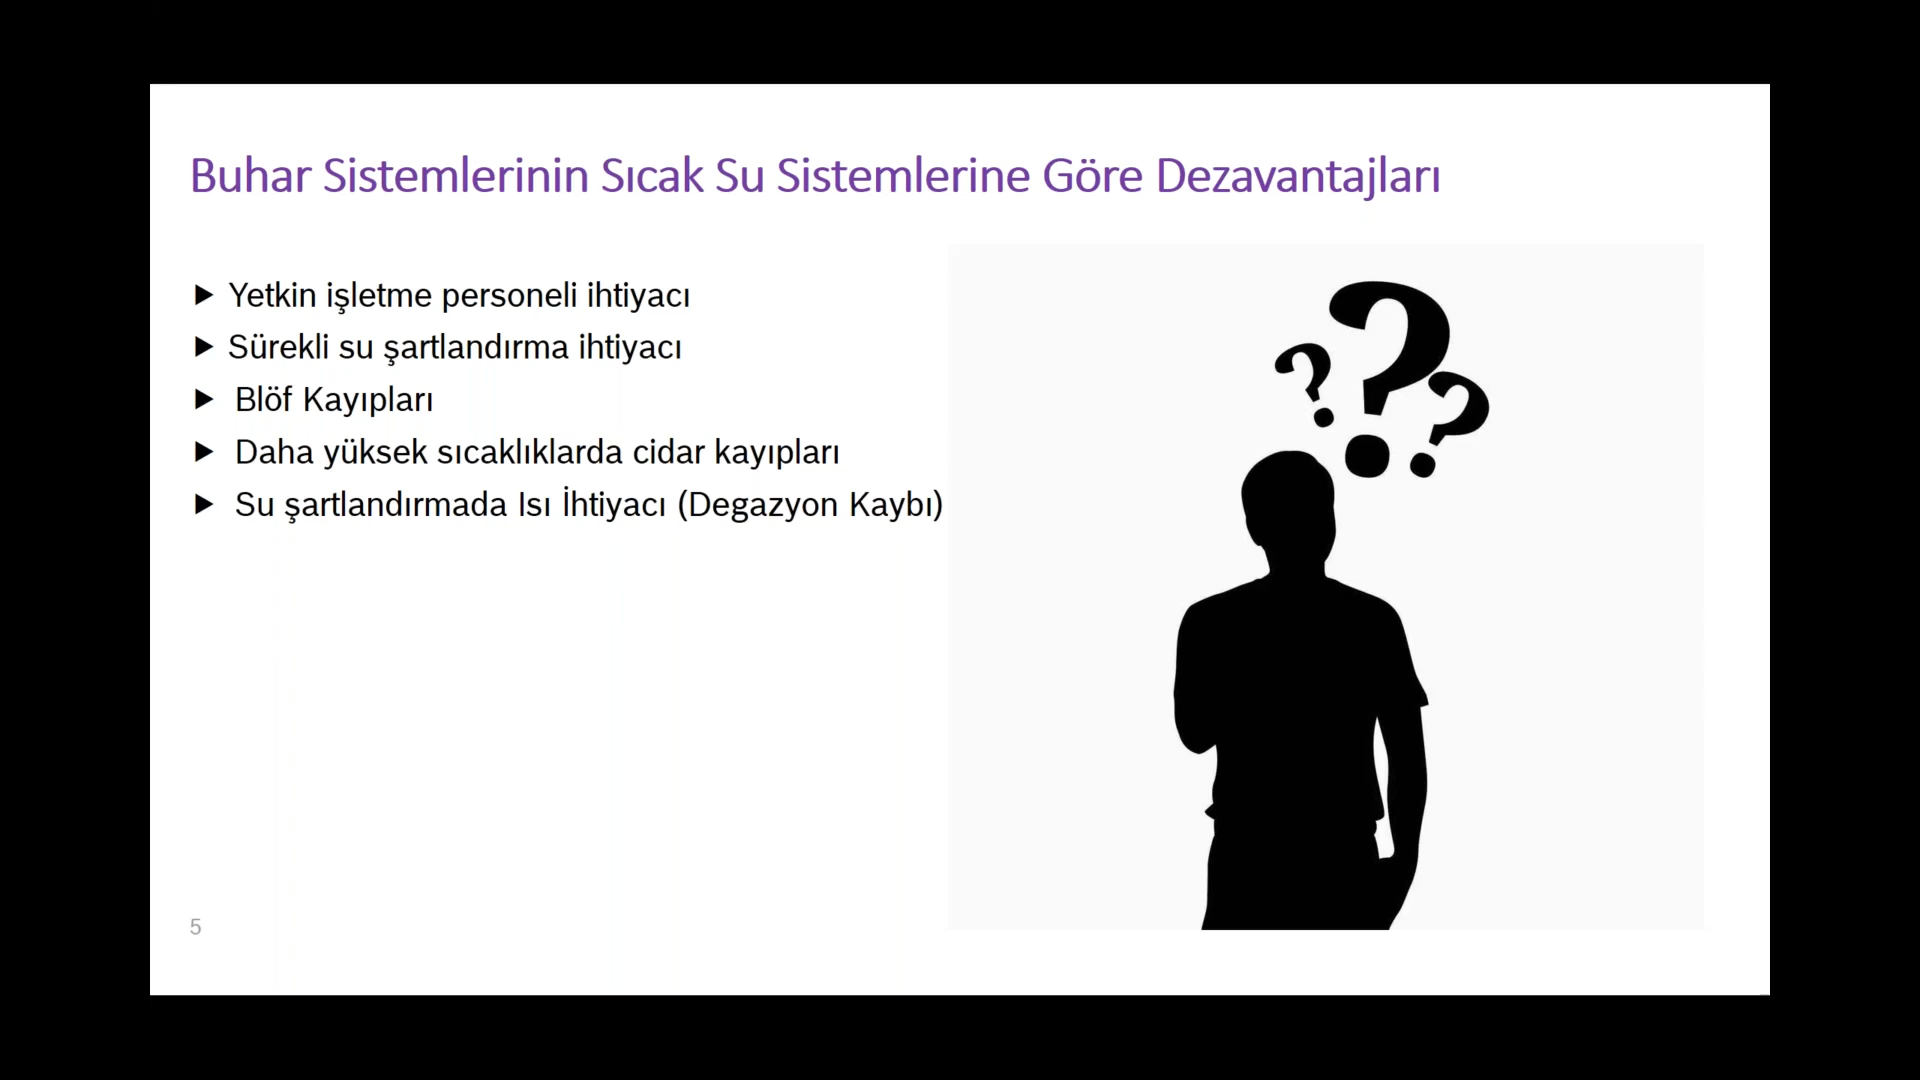 Buhar Sistemlerinin Sıcak Su Sistemlerine Göre Dezavantajları
▶ Yetkin işletme personeli ihtiyacı
▶ Sürekli su şartlandırma ihtiyacı
▶ Blöf Kayıpları
▶ Daha yüksek sıcaklıklarda cidar kayıpları
▶ Su şartlandırmada Isı İhtiyacı (Degazyon Kaybı)
? ? ?
5